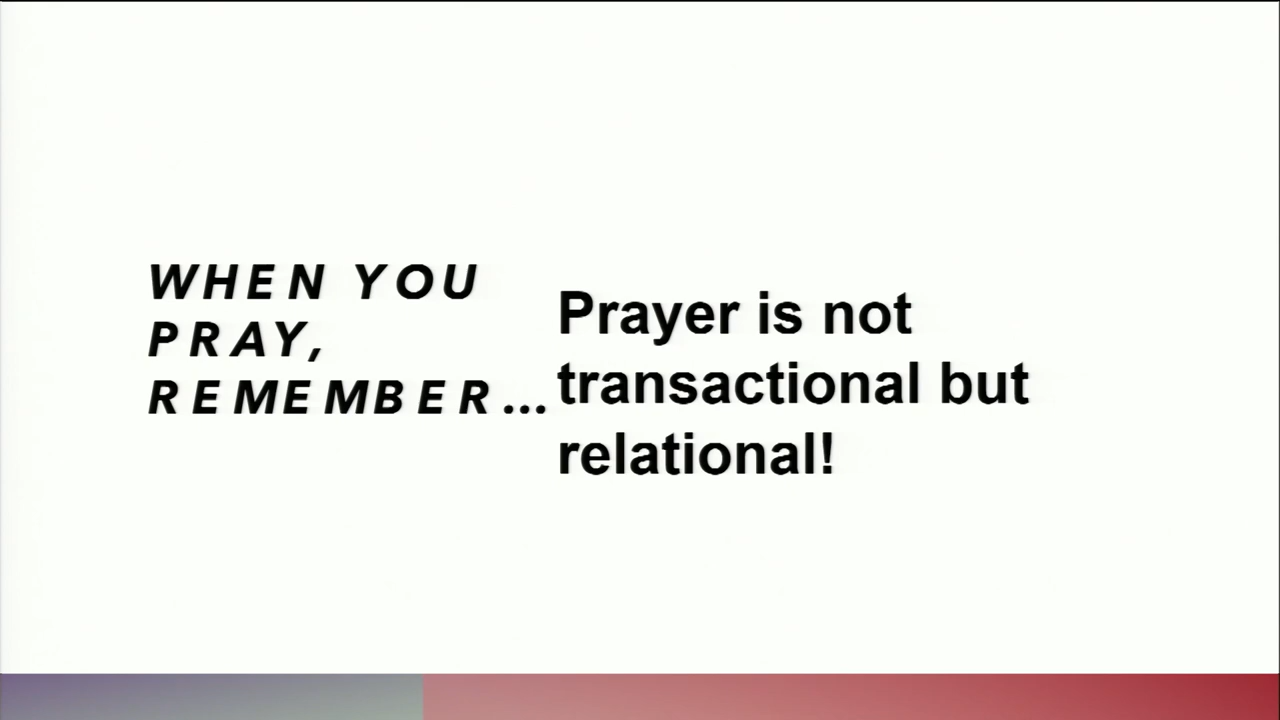 WHEN YOU
PRAY,
REMEMBER...
Prayer is not
transactional but
relational!